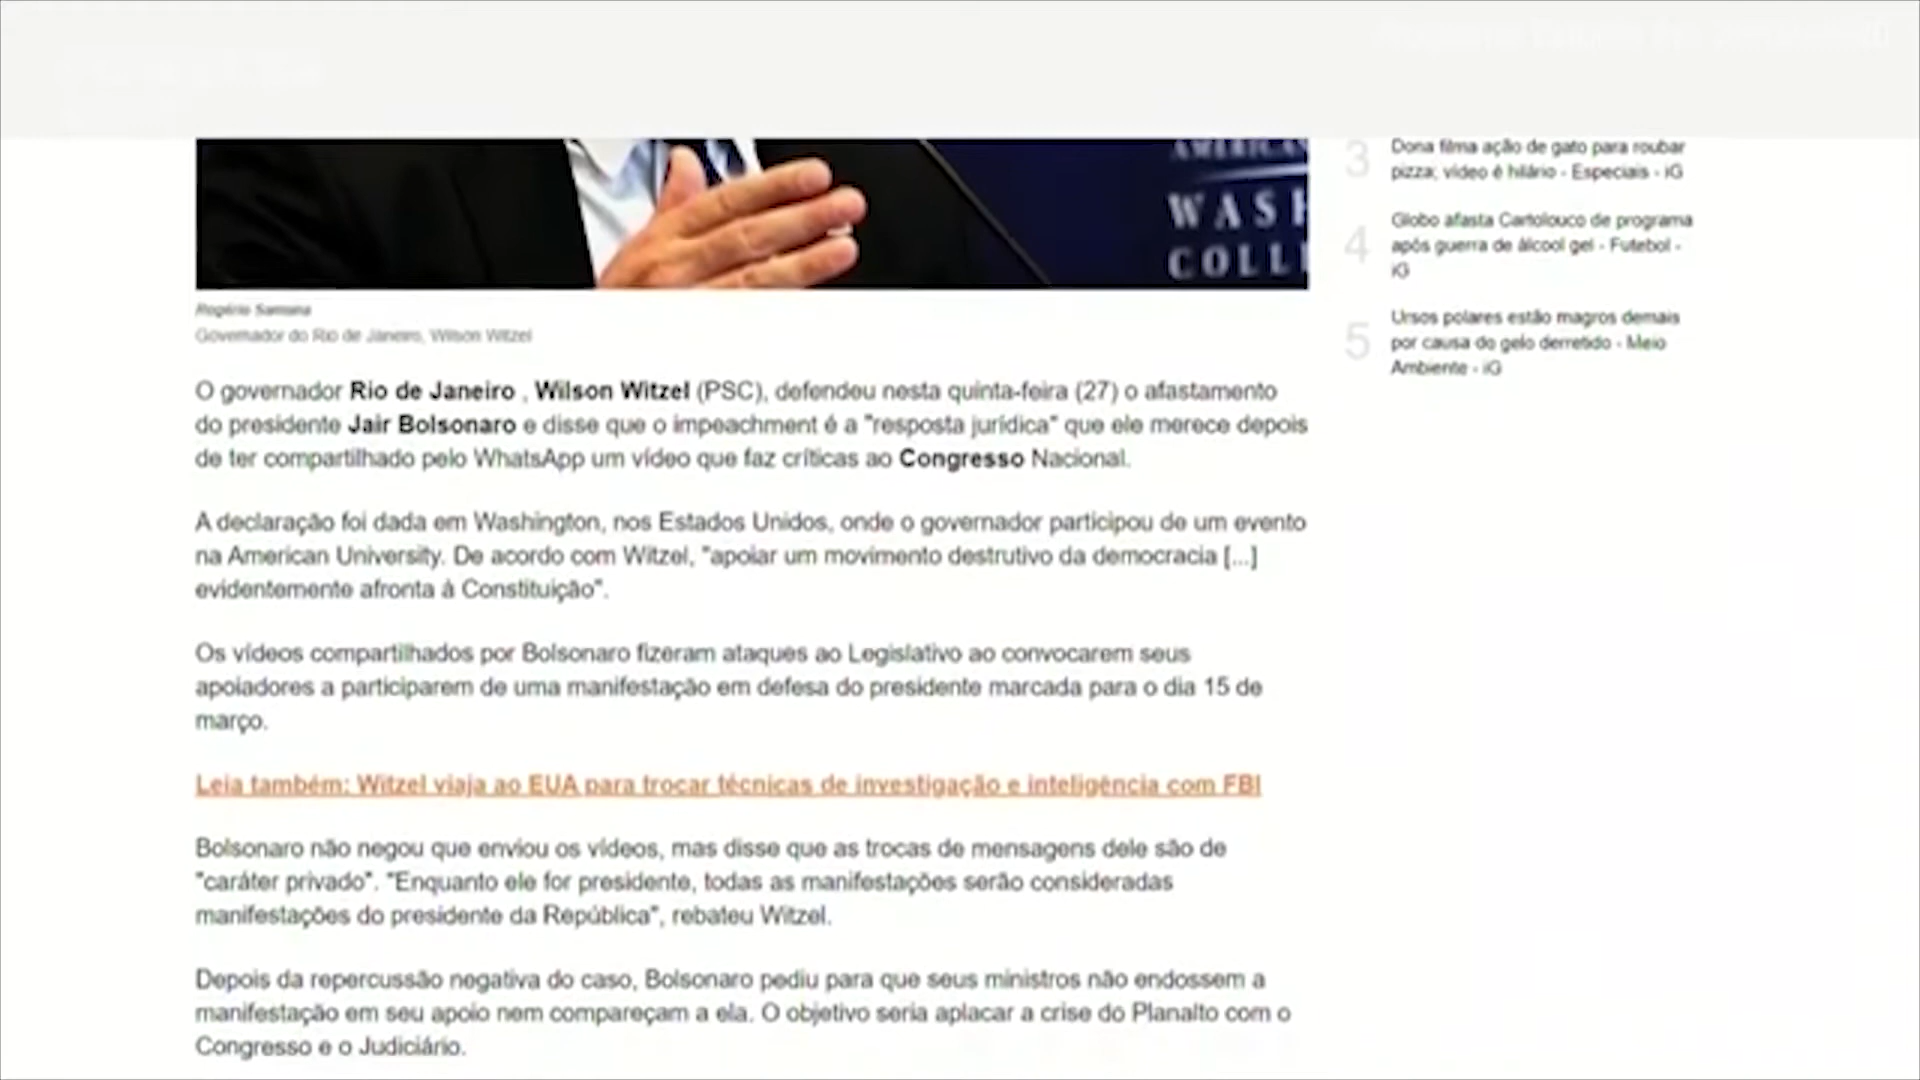 AMERICAN
WASH
COLL
Rogério Santana
Governador do Rio de Janeiro, Wilson Witzel
O governador Rio de Janeiro , Wilson Witzel (PSC), defendeu nesta quinta-feira (27) o afastamento
do presidente Jair Bolsonaro e disse que o impeachment é a "resposta jurídica" que ele merece depois
de ter compartilhado pelo WhatsApp um vídeo que faz críticas ao Congresso Nacional.
A declaração foi dada em Washington, nos Estados Unidos, onde o governador participou de um evento
na American University. De acordo com Witzel, "apoiar um movimento destrutivo da democracia [...]
evidentemente afronta à Constituição".
Os vídeos compartilhados por Bolsonaro fizeram ataques ao Legislativo ao convocarem seus
apoiadores a participarem de uma manifestação em defesa do presidente marcada para o dia 15 de
março.
Leia também: Witzel viaja ao EUA para trocar técnicas de investigação e inteligência com FBI
Bolsonaro não negou que enviou os vídeos, mas disse que as trocas de mensagens dele são de
"caráter privado". "Enquanto ele for presidente, todas as manifestações serão consideradas
manifestações do presidente da República", rebateu Witzel.
Depois da repercussão negativa do caso, Bolsonaro pediu para que seus ministros não endossem a
manifestação em seu apoio nem compareçam a ela. O objetivo seria aplacar a crise do Planalto com o
Congresso e o Judiciário.
3 Dona filma ação de gato para roubar
pizza; vídeo é hilário - Especiais - iG
4 Globo afasta Cartolouco de programa
após guerra de álcool gel - Futebol -
iG
5 Ursos polares estão magros demais
por causa do gelo derretido - Meio
Ambiente - iG